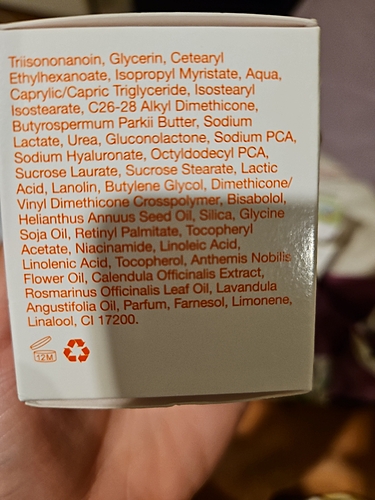 Triisononanoin, Glycerin, Cetearyl
Ethylhexanoate, Isopropyl Myristate, Aqua,
Caprylic/Capric Triglyceride, Isostearyl
Isostearate, C26-28 Alkyl Dimethicone,
Butyrospermum Parkii Butter, Sodium
Lactate, Urea, Gluconolactone, Sodium PCA,
Sodium Hyaluronate, Octyldodecyl PCA,
Sucrose Laurate, Sucrose Stearate, Lactic
Acid, Lanolin, Butylene Glycol, Dimethicone/
Vinyl Dimethicone Crosspolymer, Bisabolol,
Helianthus Annuus Seed Oil, Silica, Glycine
Soja Oil, Retinyl Palmitate, Tocopheryl
Acetate, Niacinamide, Linoleic Acid,
Linolenic Acid, Tocopherol, Anthemis Nobilis
Flower Oil, Calendula Officinalis Extract,
Rosmarinus Officinalis Leaf Oil, Lavandula
Angustifolia Oil, Parfum, Farnesol, Limonene,
Linalool, CI 17200.
12M